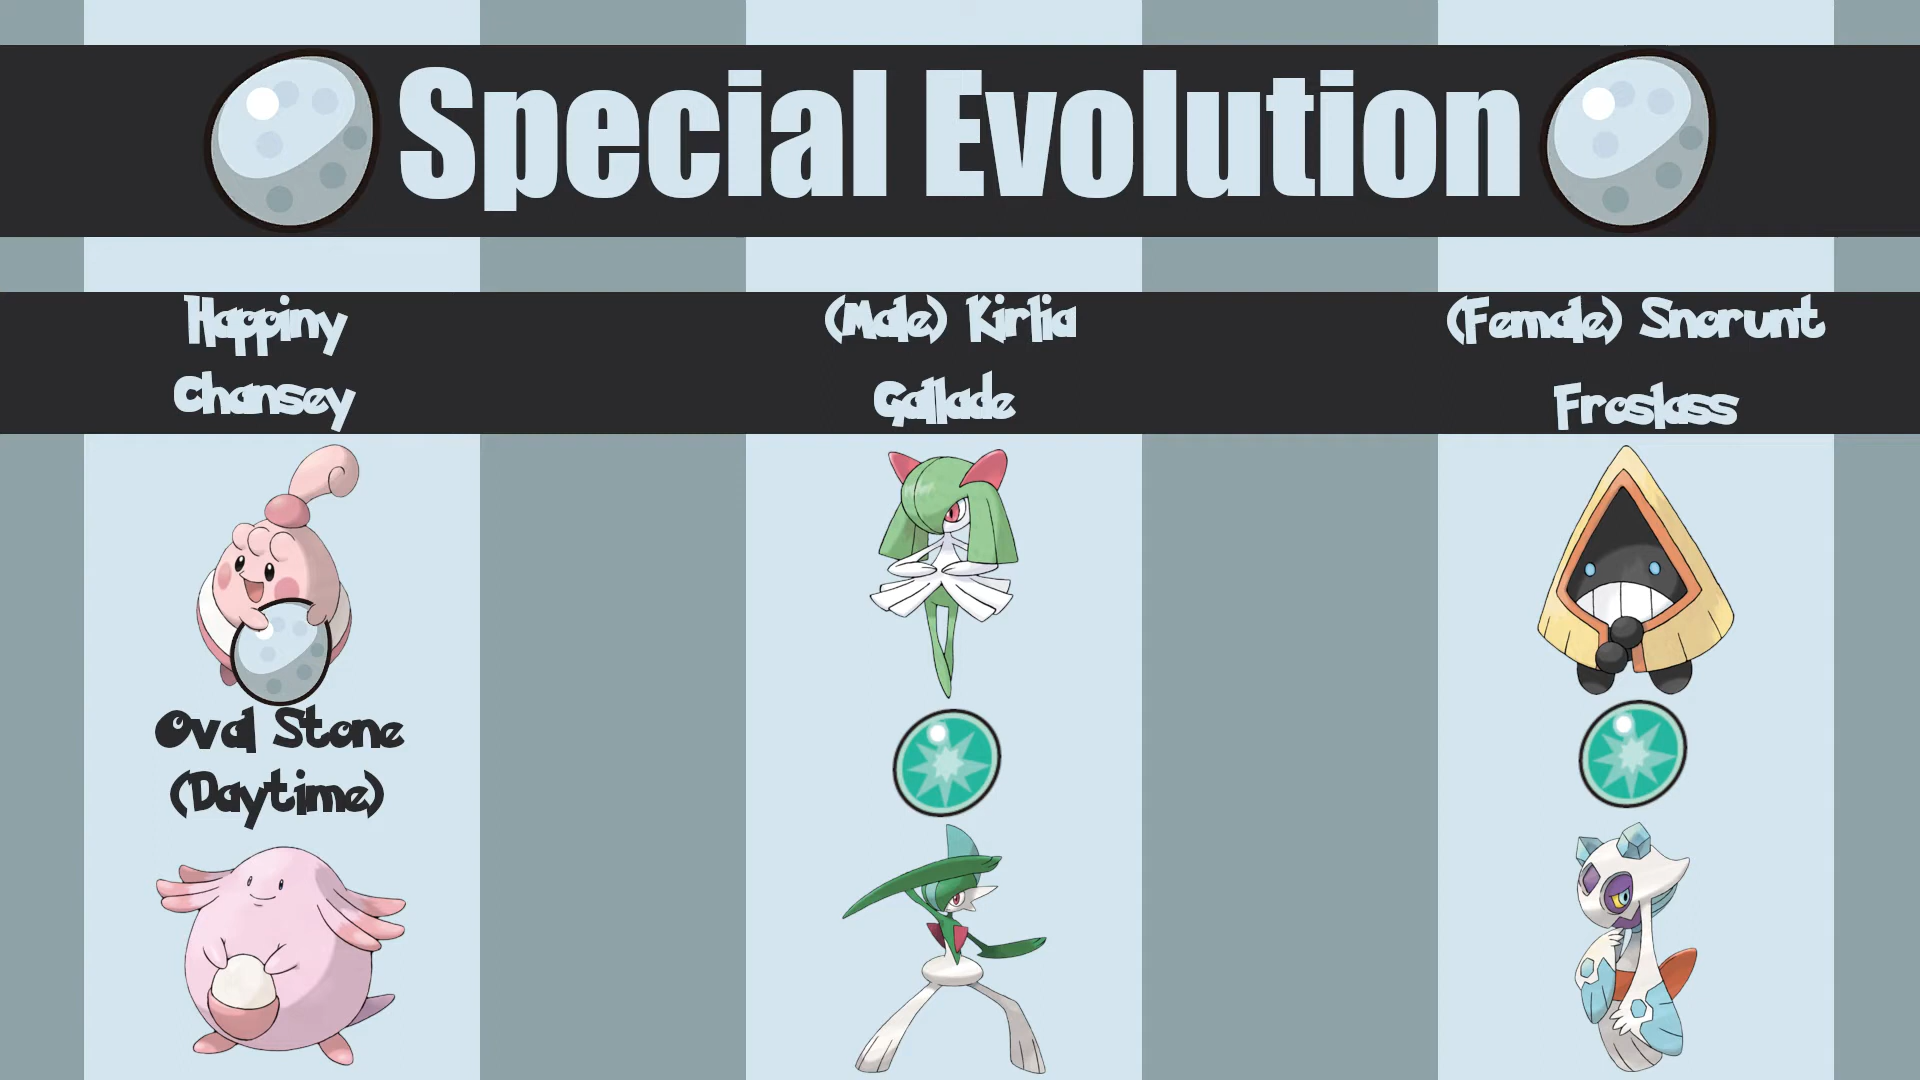 Special Evolution
Happiny
Chansey
(Male) Kirlia
Gallade
(Female) Snorunt
Froslass
Oval Stone
(Daytime)